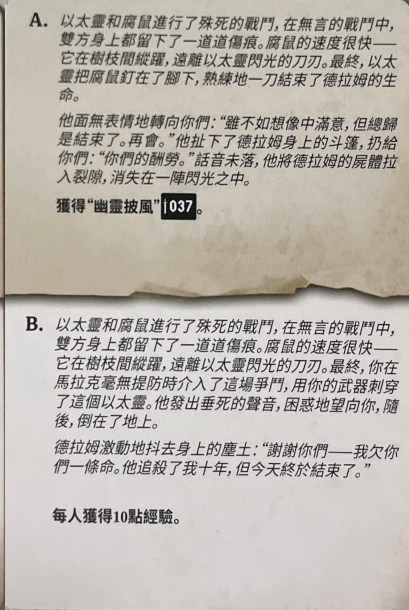 A. 以太靈和腐鼠進行了殊死的戰鬥，在無言的戰鬥中，
雙方身上都留下了一道道傷痕。腐鼠的速度很快——
它在樹枝間縱躍，遠離以太靈閃光的刀刃。最終，以太
靈把腐鼠釘在了腳下，熟練地一刀結束了德拉姆的生
命。
他面無表情地轉向你們：“雖不如想像中滿意，但總歸
是結束了。再會。”他扯下了德拉姆身上的斗篷，扔給
你們：“你們的酬勞。”話音未落，他將德拉姆的屍體拉
入裂隙，消失在一陣閃光之中。
獲得“幽靈披風”037。
B. 以太靈和腐鼠進行了殊死的戰鬥，在無言的戰鬥中，
雙方身上都留下了一道道傷痕。腐鼠的速度很快——
它在樹枝間縱躍，遠離以太靈閃光的刀刃。最終，你在
馬拉克毫無提防時介入了這場爭鬥，用你的武器刺穿
了這個以太靈。他發出垂死的聲音，困惑地望向你，隨
後，倒在了地上。
德拉姆激動地抖去身上的塵土：“謝謝你們——我欠你
們一條命。他追殺了我十年，但今天終於結束了。”
每人獲得10點經驗。